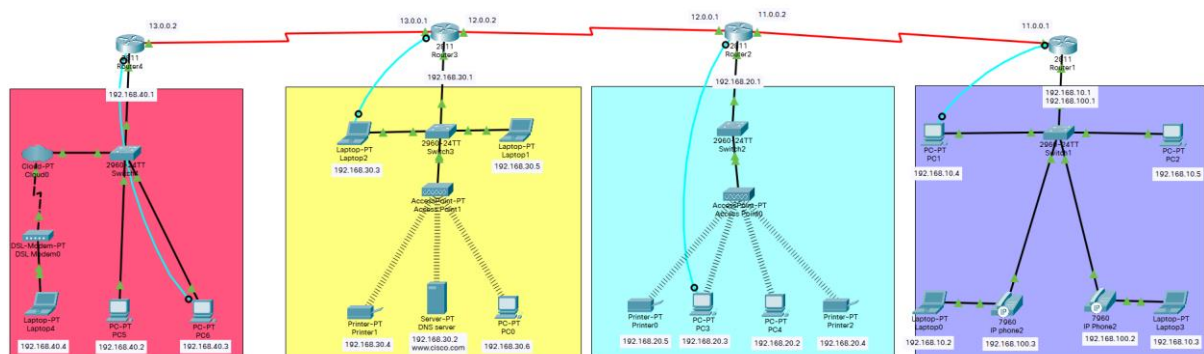 13.0.0.2
13.0.0.1
12.0.0.2
12.0.0.1
11.0.0.2
11.0.0.1
2811
Router4
2811
Router3
2811
Router2
2811
Router1
192.168.40.1
192.168.30.1
192.168.20.1
192.168.10.1
192.168.100.1
Cloud-PT
Cloud0
2960-24TT
Switch4
DSL-Modem-PT
DSL Modem0
Laptop-PT
Laptop4
192.168.40.4
PC-PT
PC5
192.168.40.2
PC-PT
PC6
192.168.40.3
Laptop-PT
Laptop2
192.168.30.3
2960-24TT
Switch3
Laptop-PT
Laptop1
192.168.30.5
AccessPoint-PT
Access Point1
Printer-PT
Printer1
192.168.30.4
Server-PT
DNS server
192.168.30.2
www.cisco.com
PC-PT
PC0
192.168.30.6
2960-24TT
Switch2
AccessPoint-PT
Access Point0
Printer-PT
Printer0
192.168.20.5
PC-PT
PC3
192.168.20.3
PC-PT
PC4
192.168.20.2
Printer-PT
Printer2
192.168.20.4
PC-PT
PC1
192.168.10.4
2960-24TT
Switch1
PC-PT
PC2
192.168.10.5
Laptop-PT
Laptop0
192.168.10.2
7960
IP phone2
192.168.100.3
7960
IP Phone2
192.168.100.2
Laptop-PT
Laptop3